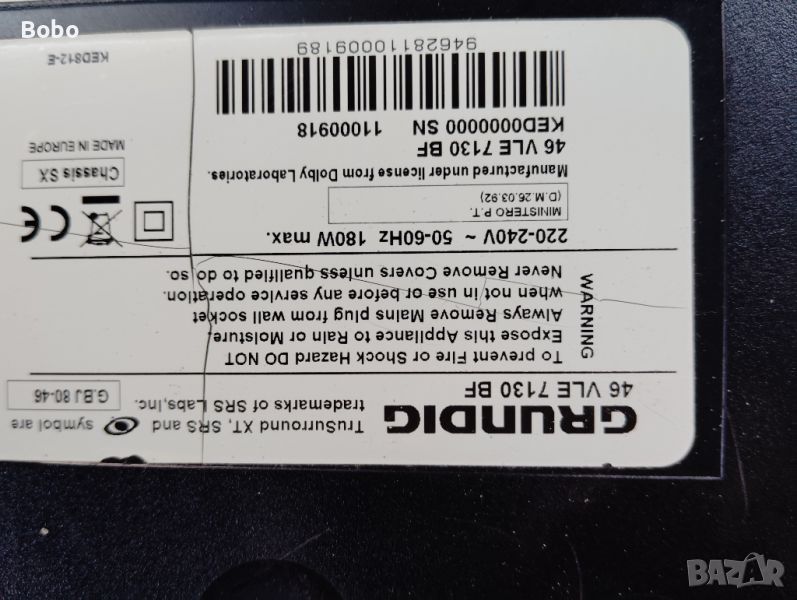 Bobo
GRUNDIG
46 VLE 7130 BF
TruSurround XT, SRS and symbol are
trademarks of SRS Labs,Inc.
G.BJ 80-46
WARNING
To prevent Fire or Shock Hazard DO NOT
Expose this Appliance to Rain or Moisture.
Always Remove Mains plug from wall socket
when not in use or before any service operation.
Never Remove Covers unless qualified to do so.
220-240V ~ 50-60Hz 180W max.
MINISTERO P.T.
(D.M.26.03.92)
Manufactured under license from Dolby Laboratories.
46 VLE 7130 BF
KED0000000 SN 11000918
94628110009189
CE
Chassis SX
MADE IN EUROPE
KED812-E
bazar